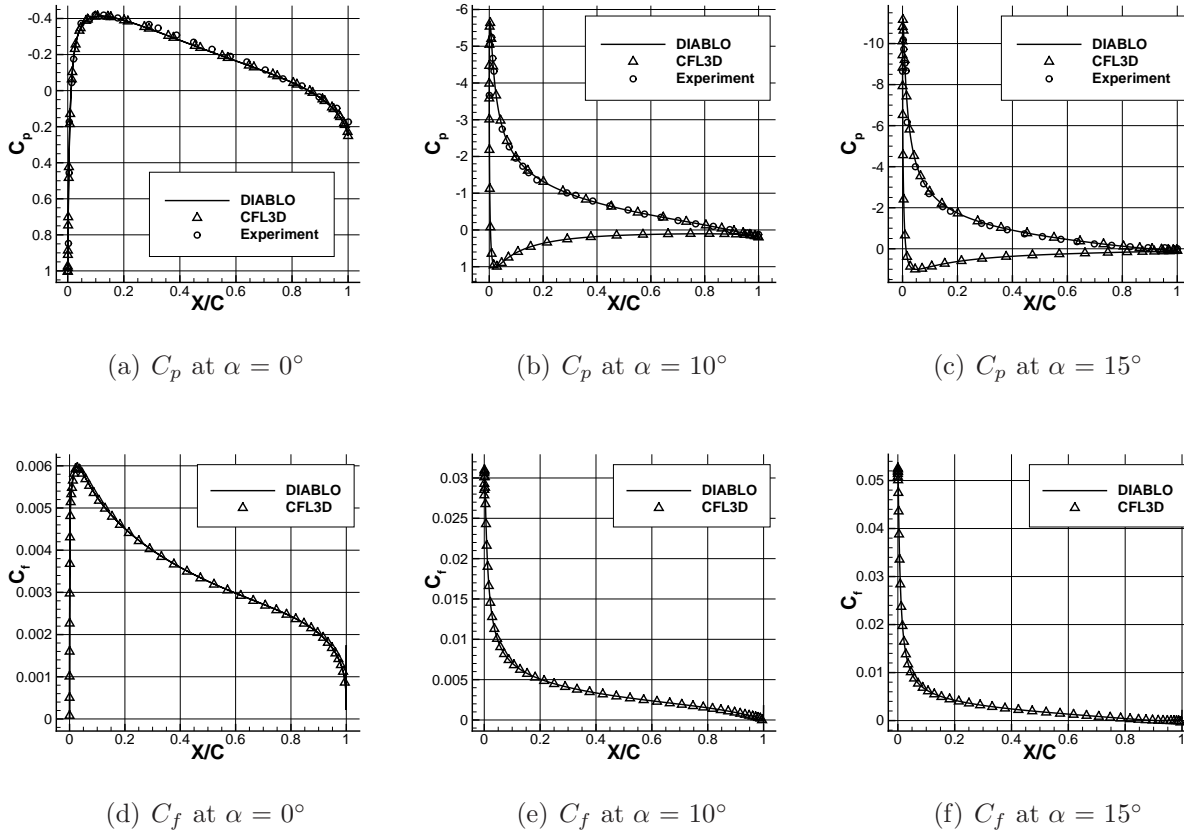 -0.4
-0.2
0
0.2
0.4
0.6
0.8
1
C_p
0 0.2 0.4 0.6 0.8 1
X/C
DIABLO
CFL3D
Experiment
(a) C_p at α = 0°
-6
-5
-4
-3
-2
-1
0
1
C_p
0 0.2 0.4 0.6 0.8 1
X/C
DIABLO
CFL3D
Experiment
(b) C_p at α = 10°
-10
-8
-6
-4
-2
0
C_p
0 0.2 0.4 0.6 0.8 1
X/C
DIABLO
CFL3D
Experiment
(c) C_p at α = 15°
0.006
0.005
0.004
0.003
0.002
0.001
0
C_f
0 0.2 0.4 0.6 0.8 1
X/C
DIABLO
CFL3D
(d) C_f at α = 0°
0.03
0.025
0.02
0.015
0.01
0.005
0
C_f
0 0.2 0.4 0.6 0.8 1
X/C
DIABLO
CFL3D
(e) C_f at α = 10°
0.05
0.04
0.03
0.02
0.01
0
C_f
0 0.2 0.4 0.6 0.8 1
X/C
DIABLO
CFL3D
(f) C_f at α = 15°